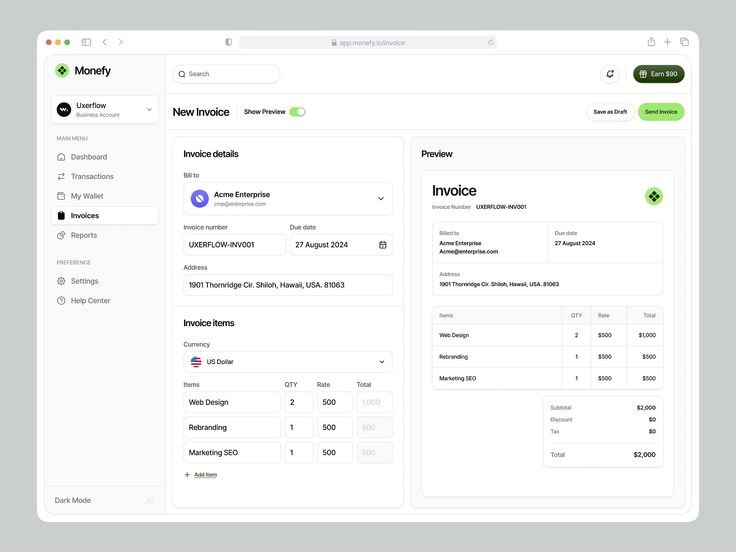 app.monefy.io/invoice
Monefy
Search
Earn $90
Uxerflow
Business Account
MAIN MENU
Dashboard
Transactions
My Wallet
Invoices
Reports
PREFERENCE
Settings
Help Center
Dark Mode
New Invoice
Show Preview
Save as Draft
Send Invoice
Invoice details
Bill to
Acme Enterprise
cme@enterprise.com
Invoice number
Due date
UXERFLOW-INV001
27 August 2024
Address
1901 Thornridge Cir. Shiloh, Hawaii, USA. 81063
Invoice items
Currency
US Dollar
Items QTY Rate Total
Web Design 2 500 1,000
Rebranding 1 500 500
Marketing SEO 1 500 500
+ Add Item
Preview
Invoice
Invoice Number UXERFLOW-INV001
Billed to
Acme Enterprise
Acme@enterprise.com
Due date
27 August 2024
Address
1901 Thornridge Cir. Shiloh, Hawaii, USA. 81063
Items QTY Rate Total
Web Design 2 $500 $1,000
Rebranding 1 $500 $500
Marketing SEO 1 $500 $500
Subtotal $2,000
Discount $0
Tax $0
Total $2,000